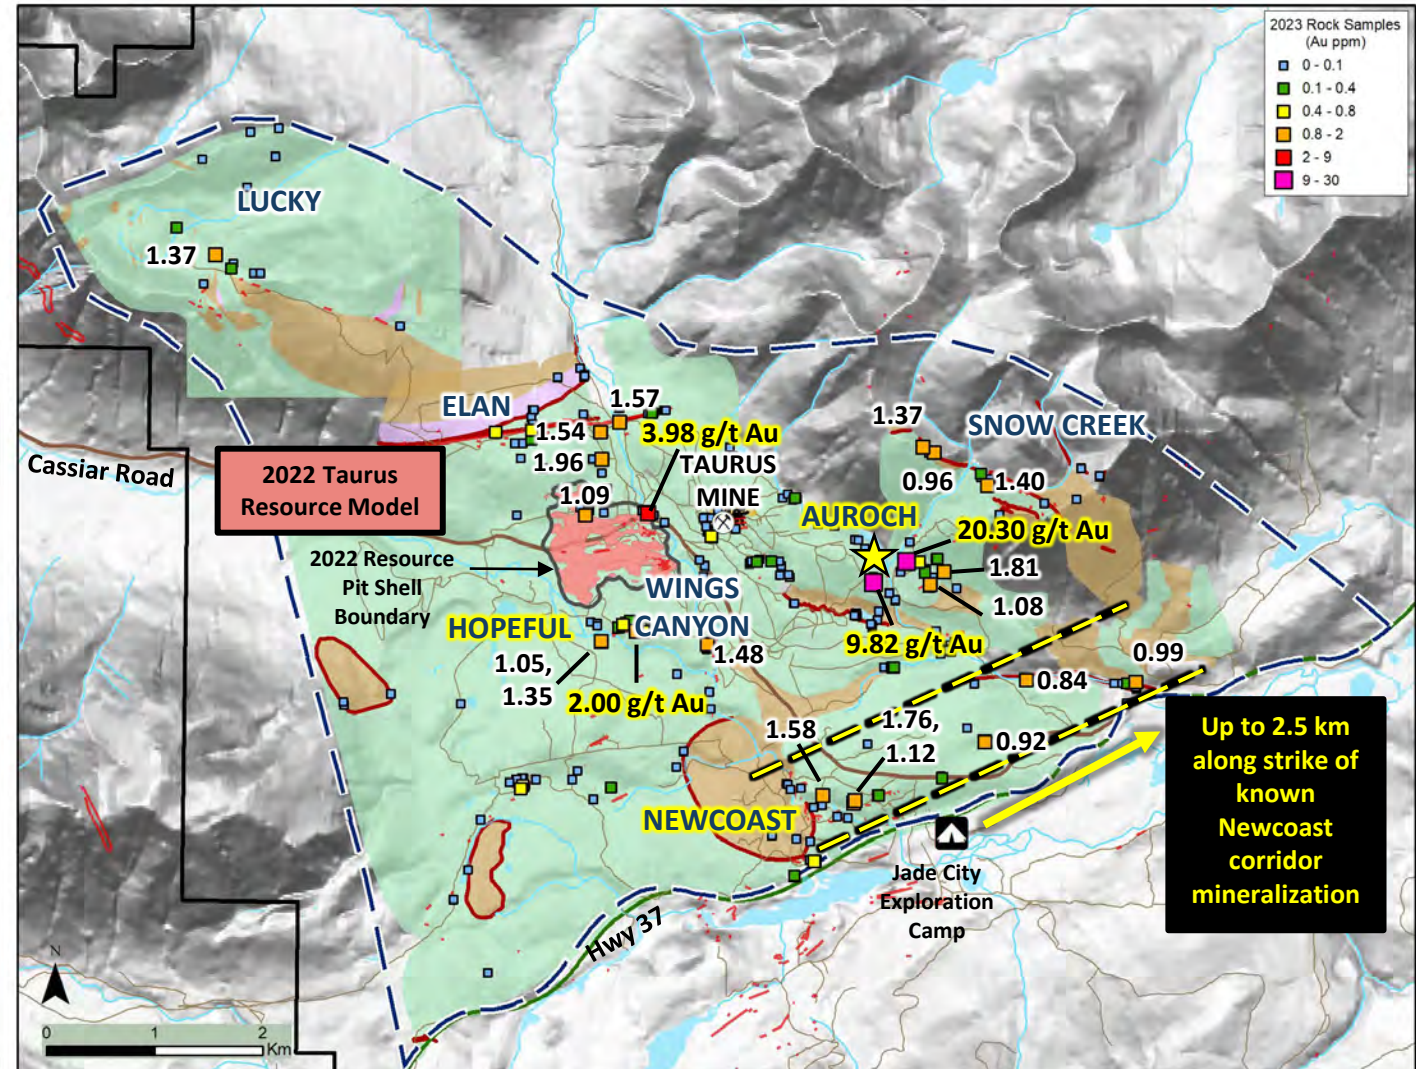 2023 Rock Samples
(Au ppm)
0 - 0.1
0.1 - 0.4
0.4 - 0.8
0.8 - 2
2 - 9
9 - 30
LUCKY
1.37
ELAN
1.57
1.54
3.98 g/t Au
1.96
TAURUS
MINE
1.09
1.37
SNOW CREEK
0.96
1.40
Cassiar Road
2022 Taurus
Resource Model
AUROCH
20.30 g/t Au
1.81
1.08
2022 Resource
Pit Shell
Boundary
WINGS
CANYON
HOPEFUL
1.05,
1.35
1.48
9.82 g/t Au
2.00 g/t Au
0.99
0.84
1.58
1.76,
1.12
0.92
NEWCOAST
Up to 2.5 km
along strike of
known
Newcoast
corridor
mineralization
Jade City
Exploration
Camp
Hwy 37
N
0 1 2
Km